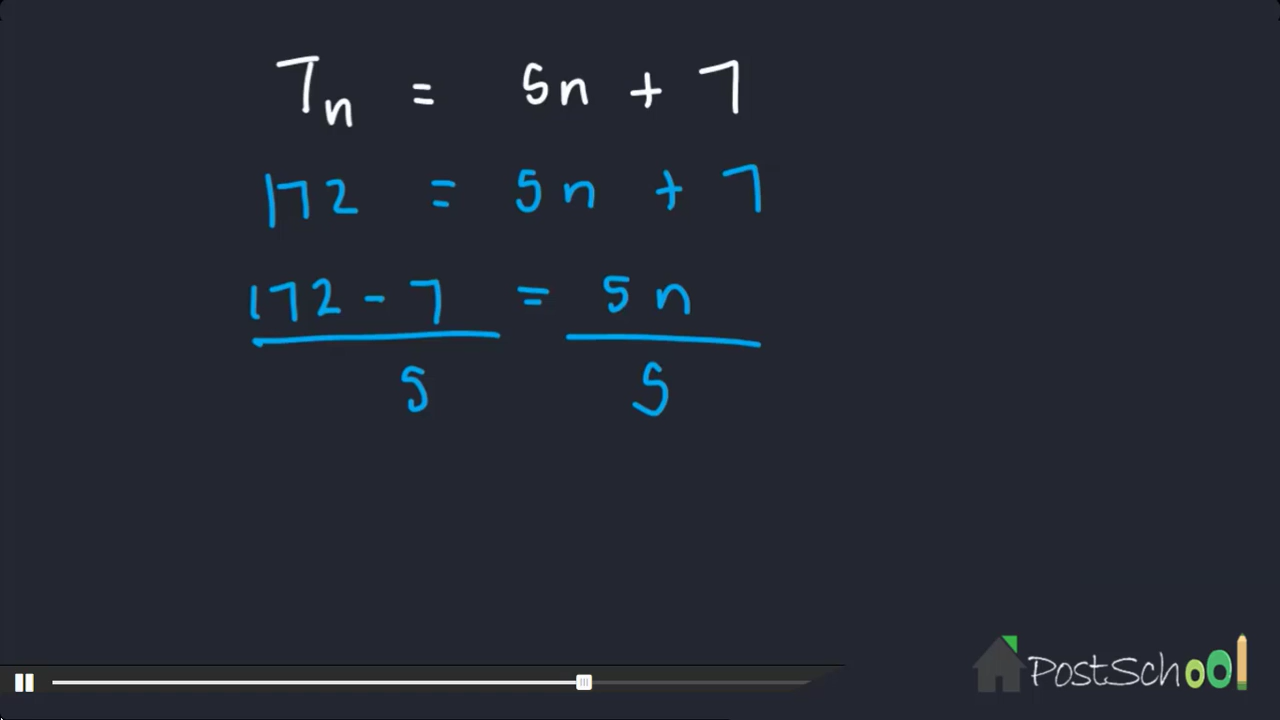 Tn = 5n + 7
172 = 5n + 7
172 - 7 = 5n
5 5
PostSchool